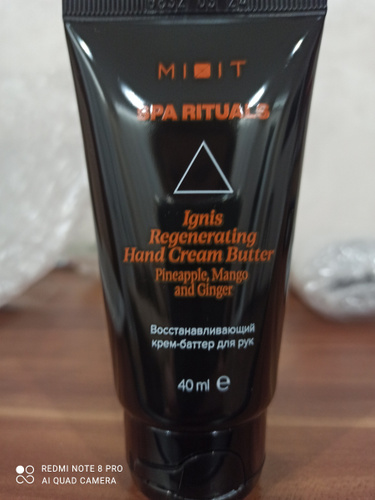 MIXIT
SPA RITUALS
Ignis
Regenerating
Hand Cream Butter
Pineapple, Mango
and Ginger
Восстанавливающий
крем-баттер для рук
40 ml ℮
REDMI NOTE 8 PRO
AI QUAD CAMERA